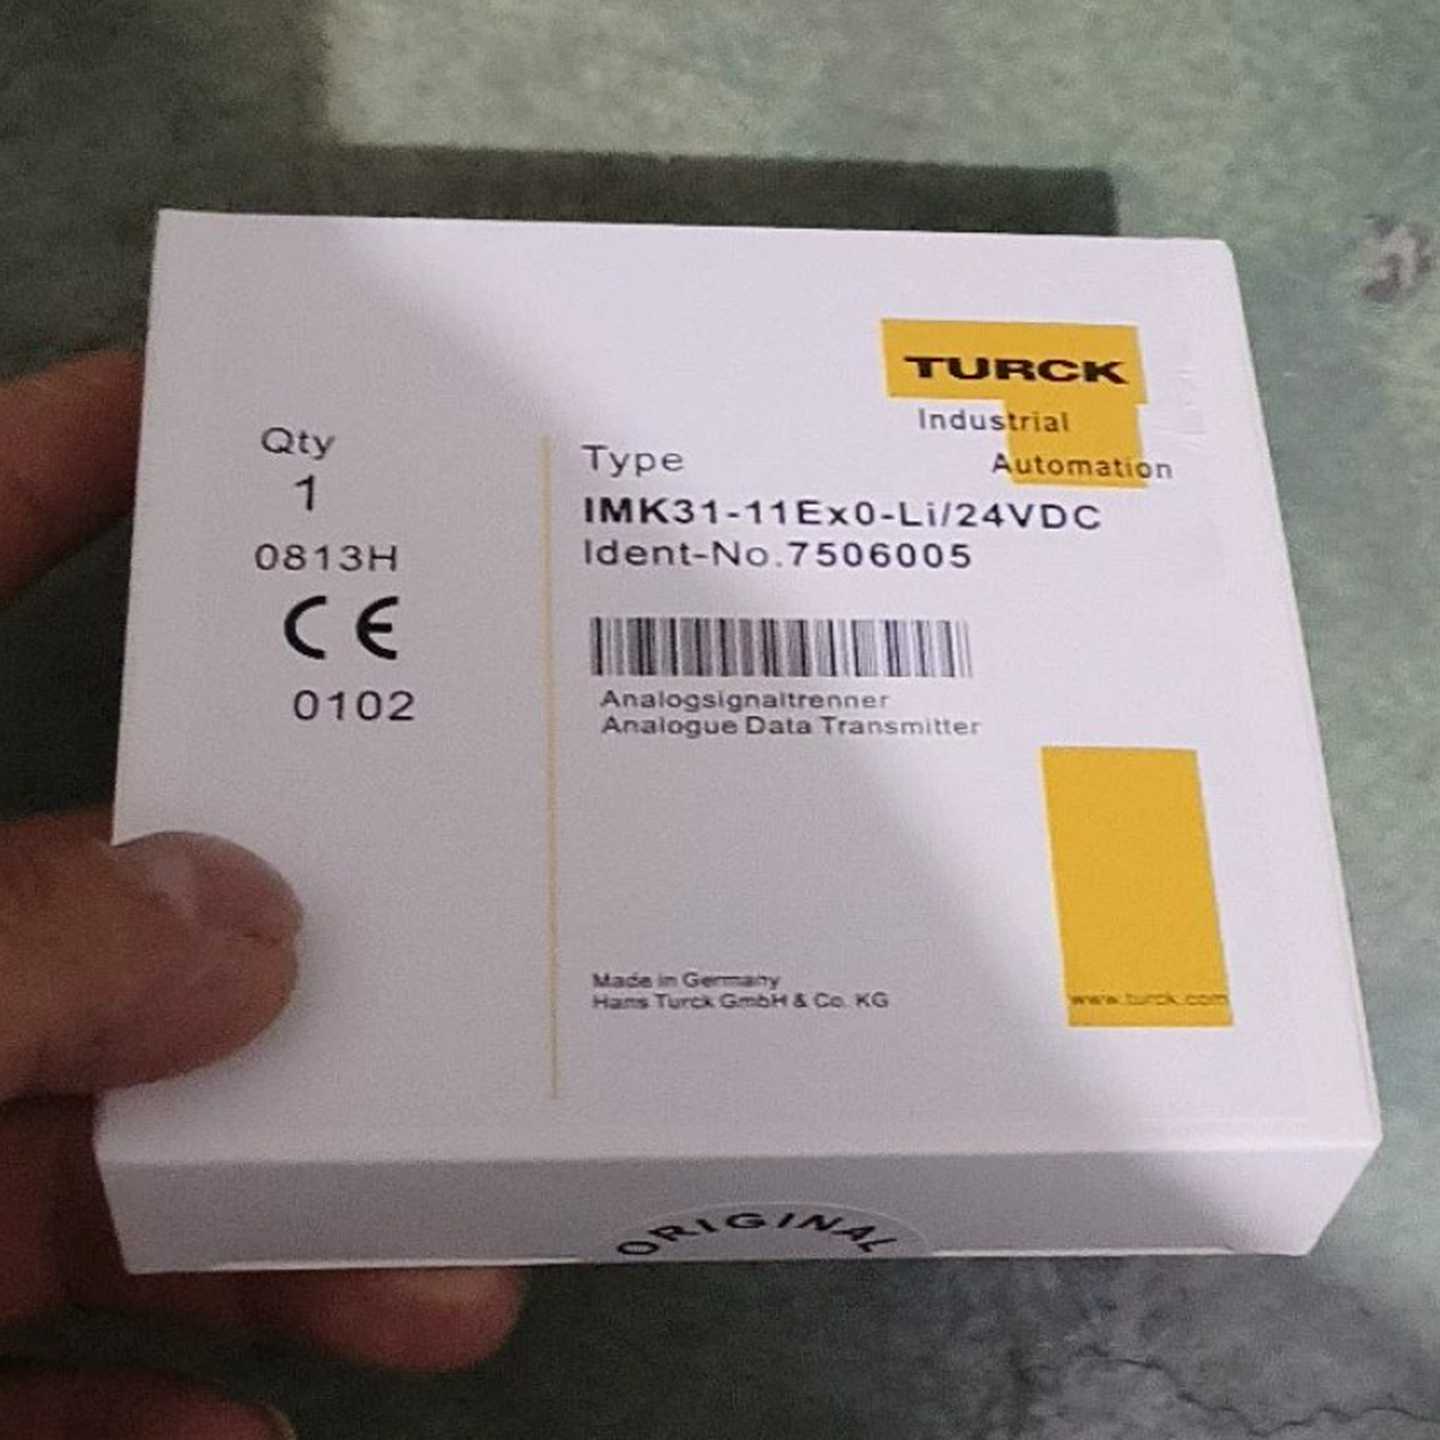 TURCK
Industrial
Automation
Qty
1
0813H
CE
0102
Type
IMK31-11Ex0-Li/24VDC
Ident-No.7506005
Analogsignaltrenner
Analogue Data Transmitter
Made in Germany
Hans Turck GmbH & Co. KG
www.turck.com
ORIGINAL